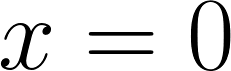 x = 0